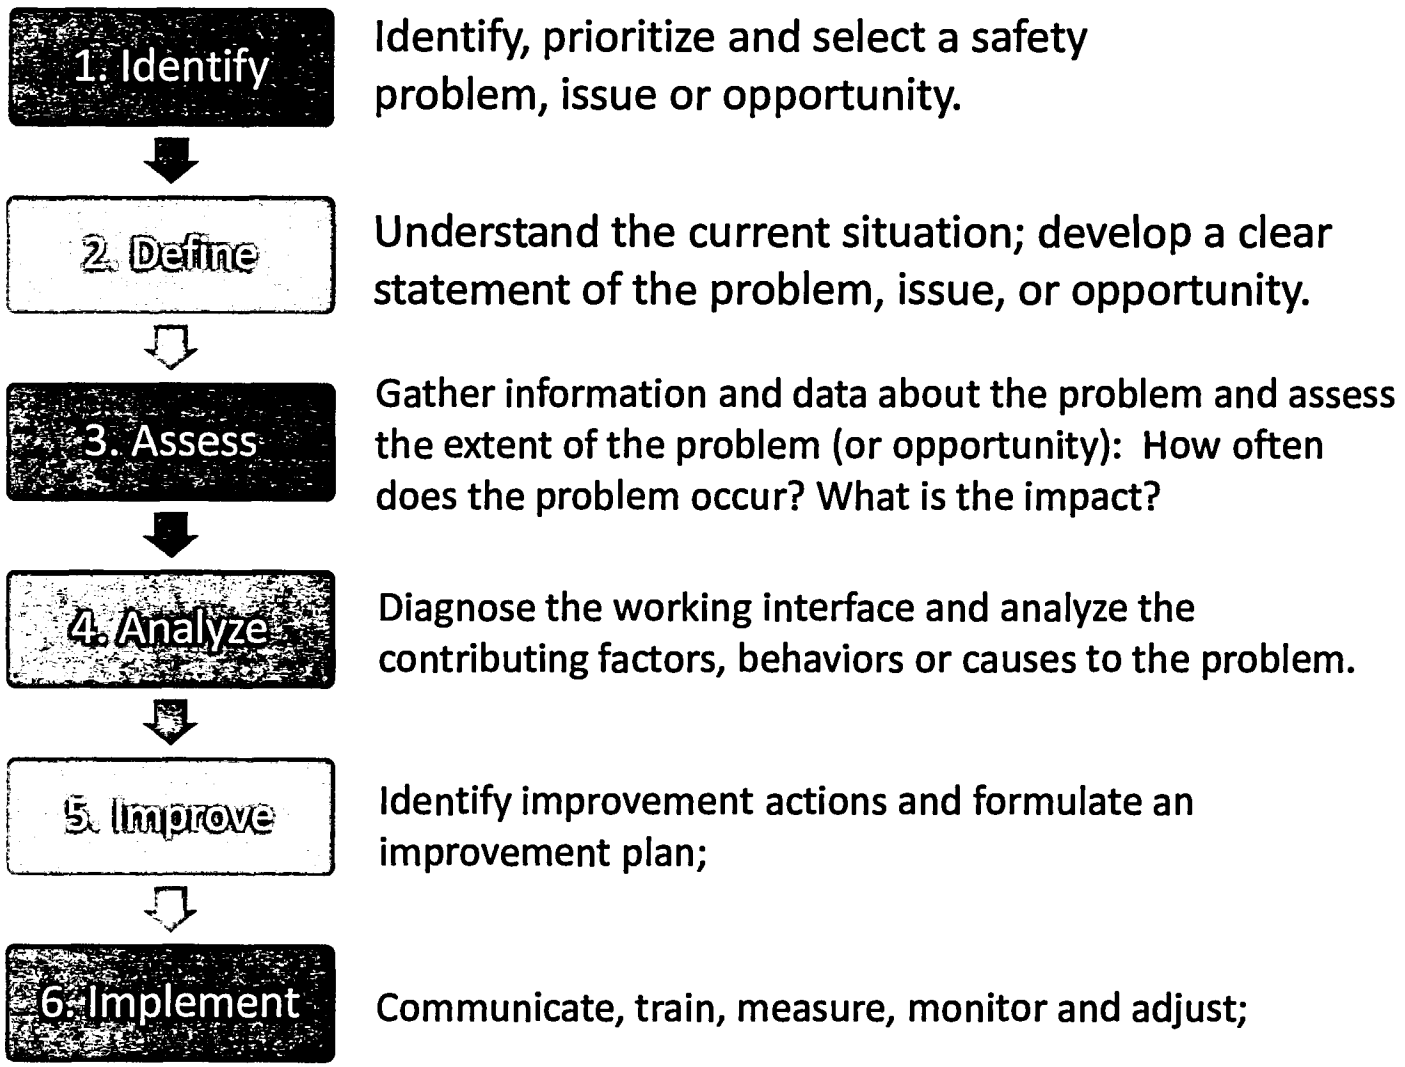 1. Identify
Identify, prioritize and select a safety
problem, issue or opportunity.
2. Define
Understand the current situation; develop a clear
statement of the problem, issue, or opportunity.
3. Assess
Gather information and data about the problem and assess
the extent of the problem (or opportunity): How often
does the problem occur? What is the impact?
4. Analyze
Diagnose the working interface and analyze the
contributing factors, behaviors or causes to the problem.
5. Improve
Identify improvement actions and formulate an
improvement plan;
6. Implement
Communicate, train, measure, monitor and adjust;